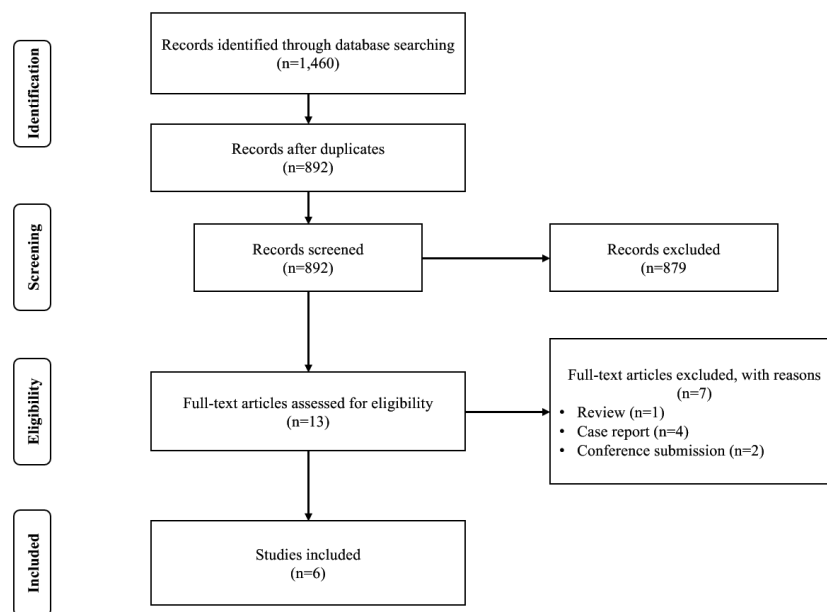 Identification
Records identified through database searching
(n=1,460)
Records after duplicates
(n=892)
Screening
Records screened
(n=892)
Records excluded
(n=879
Eligibility
Full-text articles assessed for eligibility
(n=13)
Full-text articles excluded, with reasons
(n=7)
• Review (n=1)
• Case report (n=4)
• Conference submission (n=2)
Included
Studies included
(n=6)